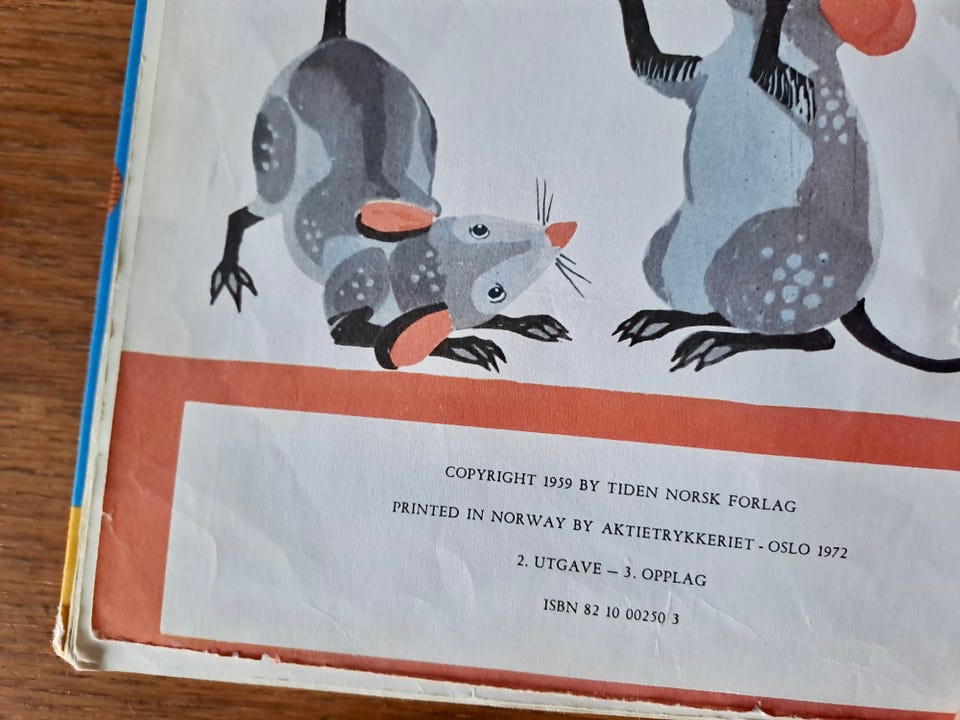 COPYRIGHT 1959 BY TIDEN NORSK FORLAG
PRINTED IN NORWAY BY AKTIETRYKKERIET - OSLO 1972
2. UTGAVE – 3. OPPLAG
ISBN 82 10 00250 3